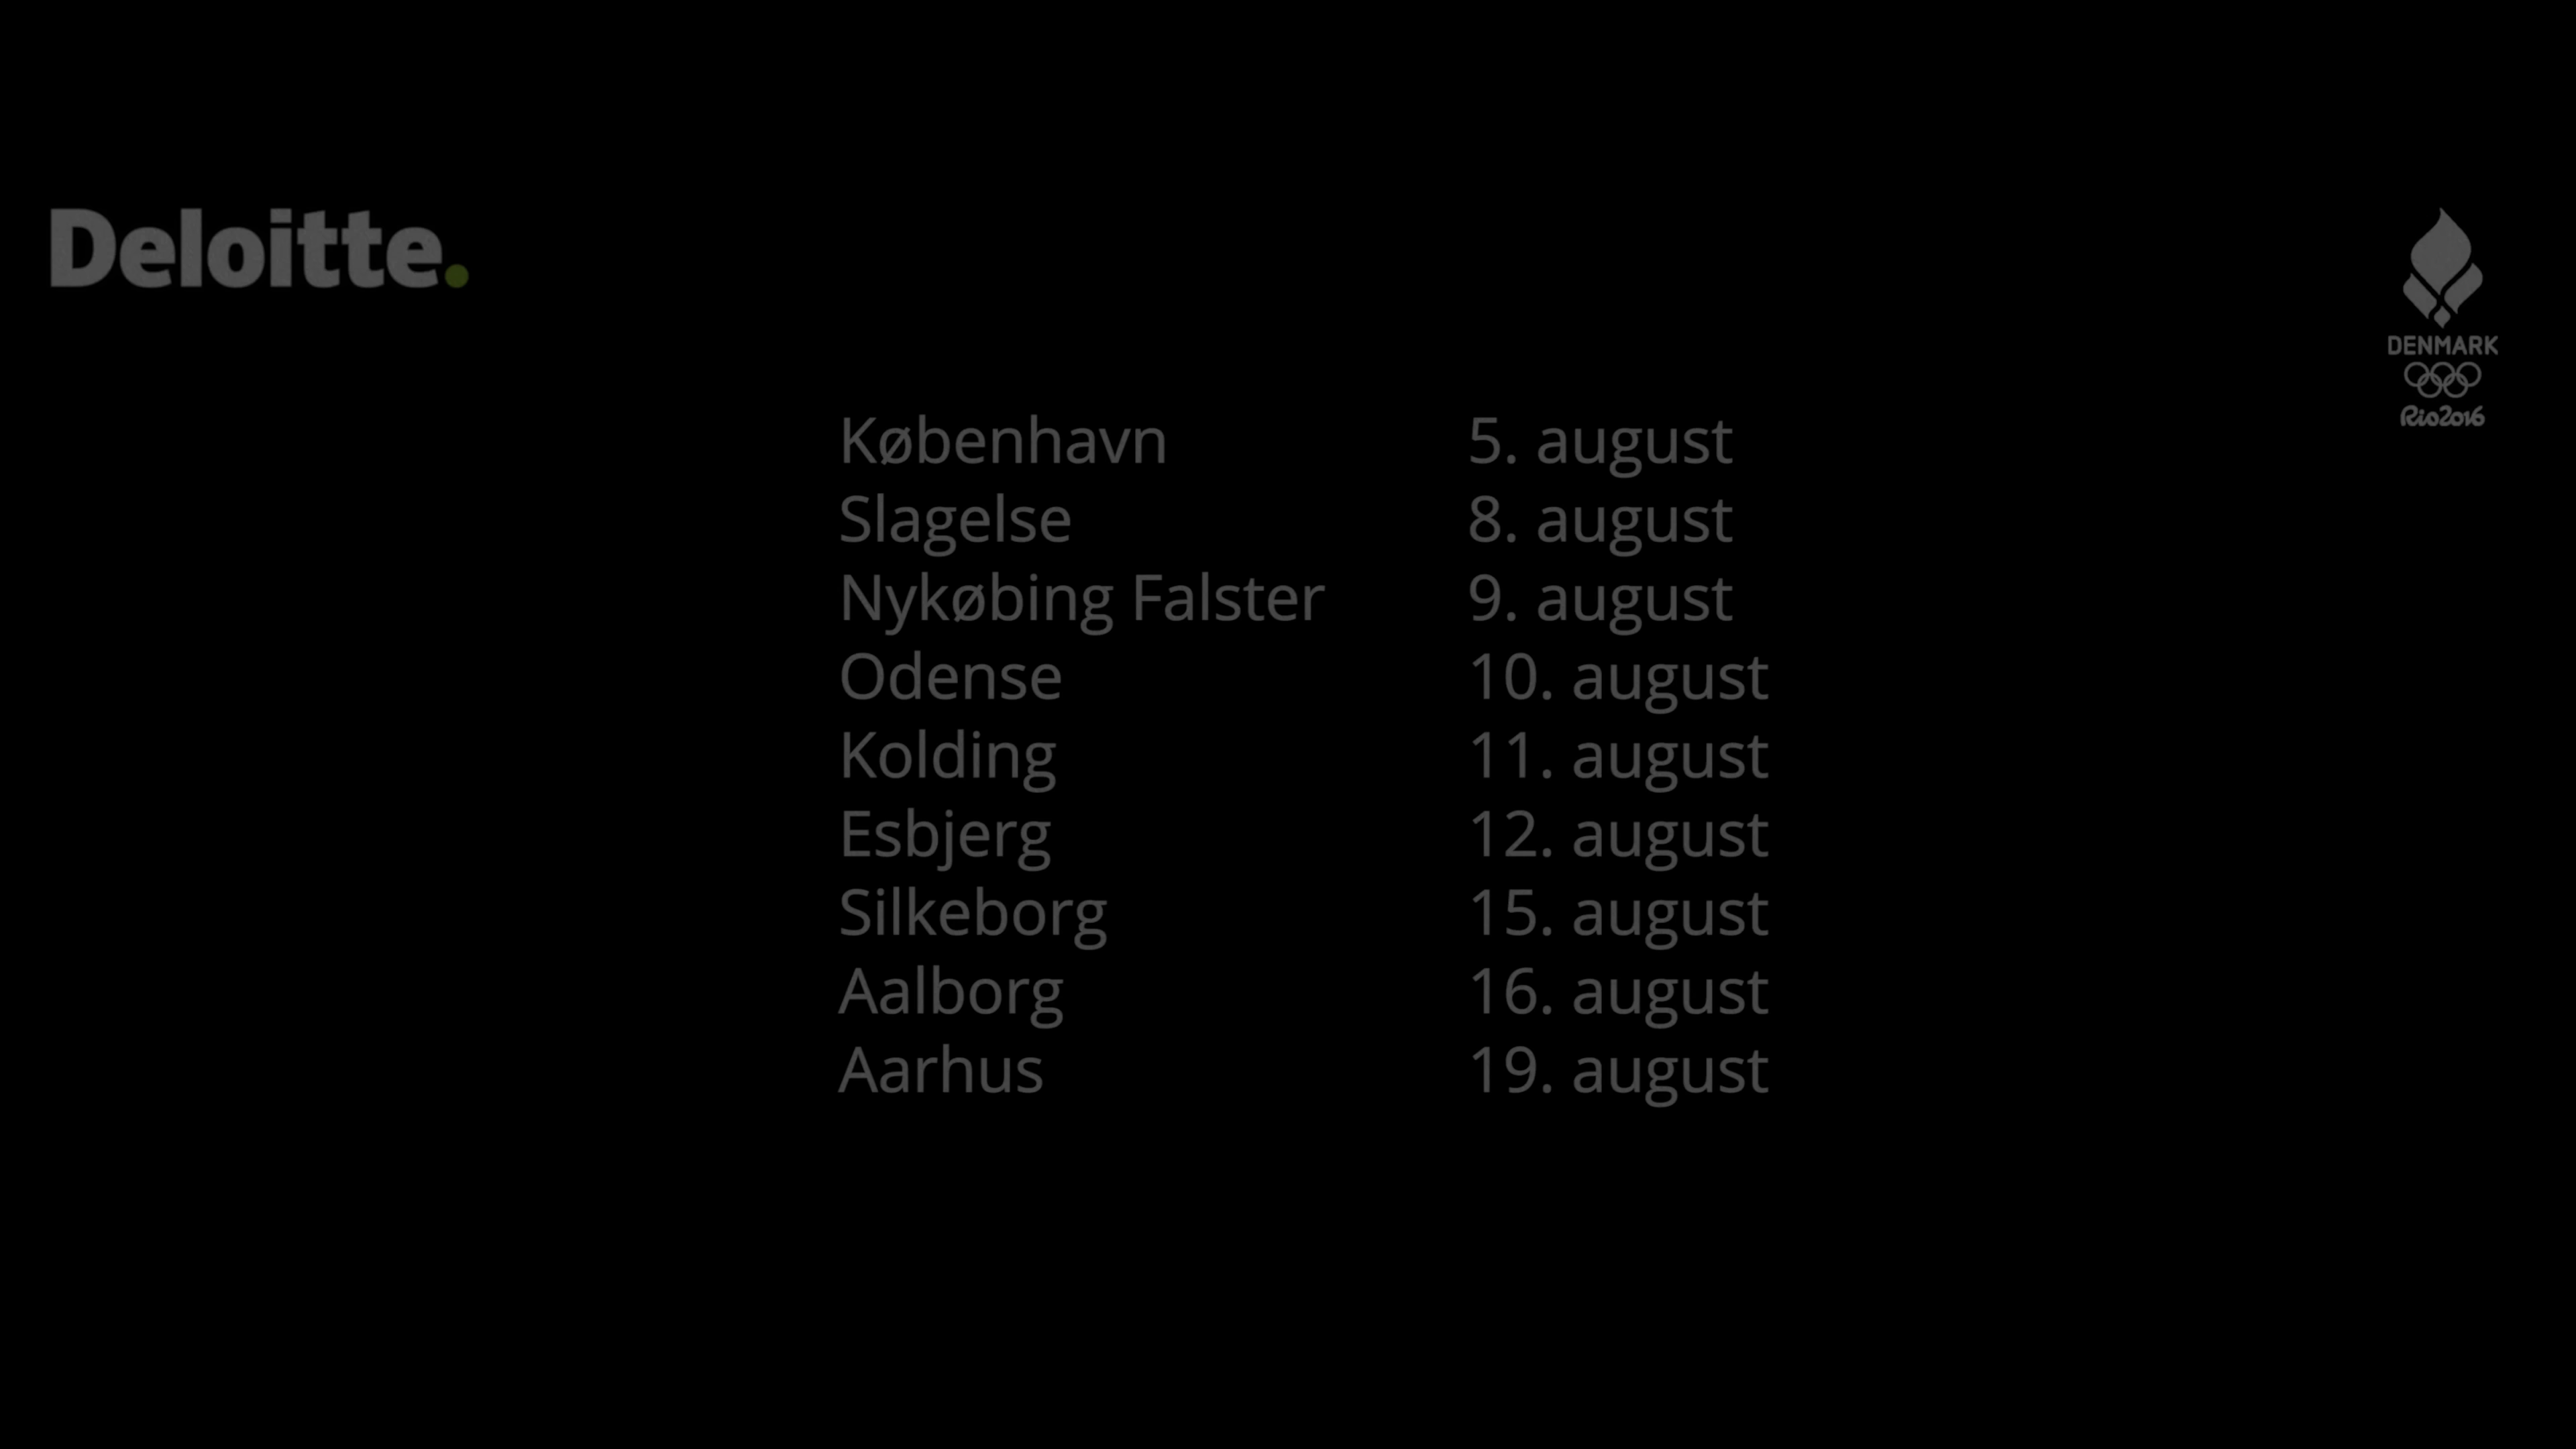 Deloitte.
DENMARK
Rio2016
København 5. august
Slagelse 8. august
Nykøbing Falster 9. august
Odense 10. august
Kolding 11. august
Esbjerg 12. august
Silkeborg 15. august
Aalborg 16. august
Aarhus 19. august